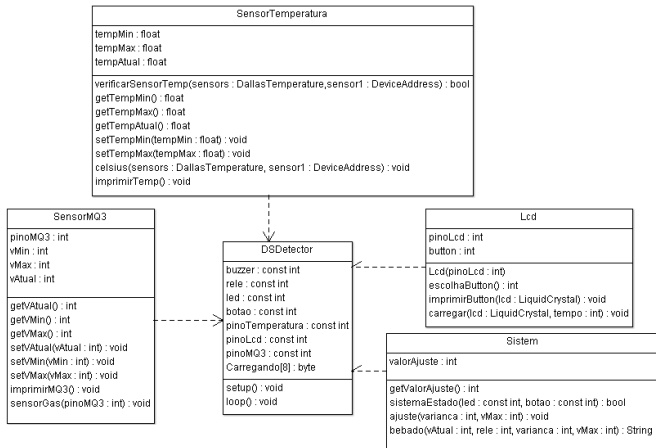 SensorTemperatura
tempMin : float
tempMax : float
tempAtual : float
verificarSensorTemp(sensors : DallasTemperature,sensor1 : DeviceAddress) : bool
getTempMin() : float
getTempMax() : float
getTempAtual() : float
setTempMin(tempMin : float) : void
setTempMax(tempMax : float) : void
celsius(sensors : DallasTemperature, sensor1 : DeviceAddress) : void
imprimirTemp() : void
SensorMQ3
pinoMQ3 : int
vMin : int
vMax : int
vAtual : int
getVAtual() : int
getVMin() : int
getVMax() : int
setVAtual(vAtual : int) : void
setVMin(vMin : int) : void
setVMax(vMax : int) : void
imprimirMQ3() : void
sensorGas(pinoMQ3 : int) : void
DSDetector
buzzer : const int
rele : const int
led : const int
botao : const int
pinoTemperatura : const int
pinoLcd : const int
pinoMQ3 : const int
Carregando[8] : byte
setup() : void
loop() : void
Lcd
pinoLcd : int
button : int
Lcd(pinoLcd : int)
escolhaButton() : int
imprimirButton(lcd : LiquidCrystal) : void
carregar(lcd : LiquidCrystal, tempo : int) : void
Sistem
valorAjuste : int
getValorAjuste() : int
sistemaEstado(led : const int, botao : const int) : bool
ajuste(varianca : int, vMax : int) : void
bebado(vAtual : int, rele : int, varianca : int, vMax : int) : String